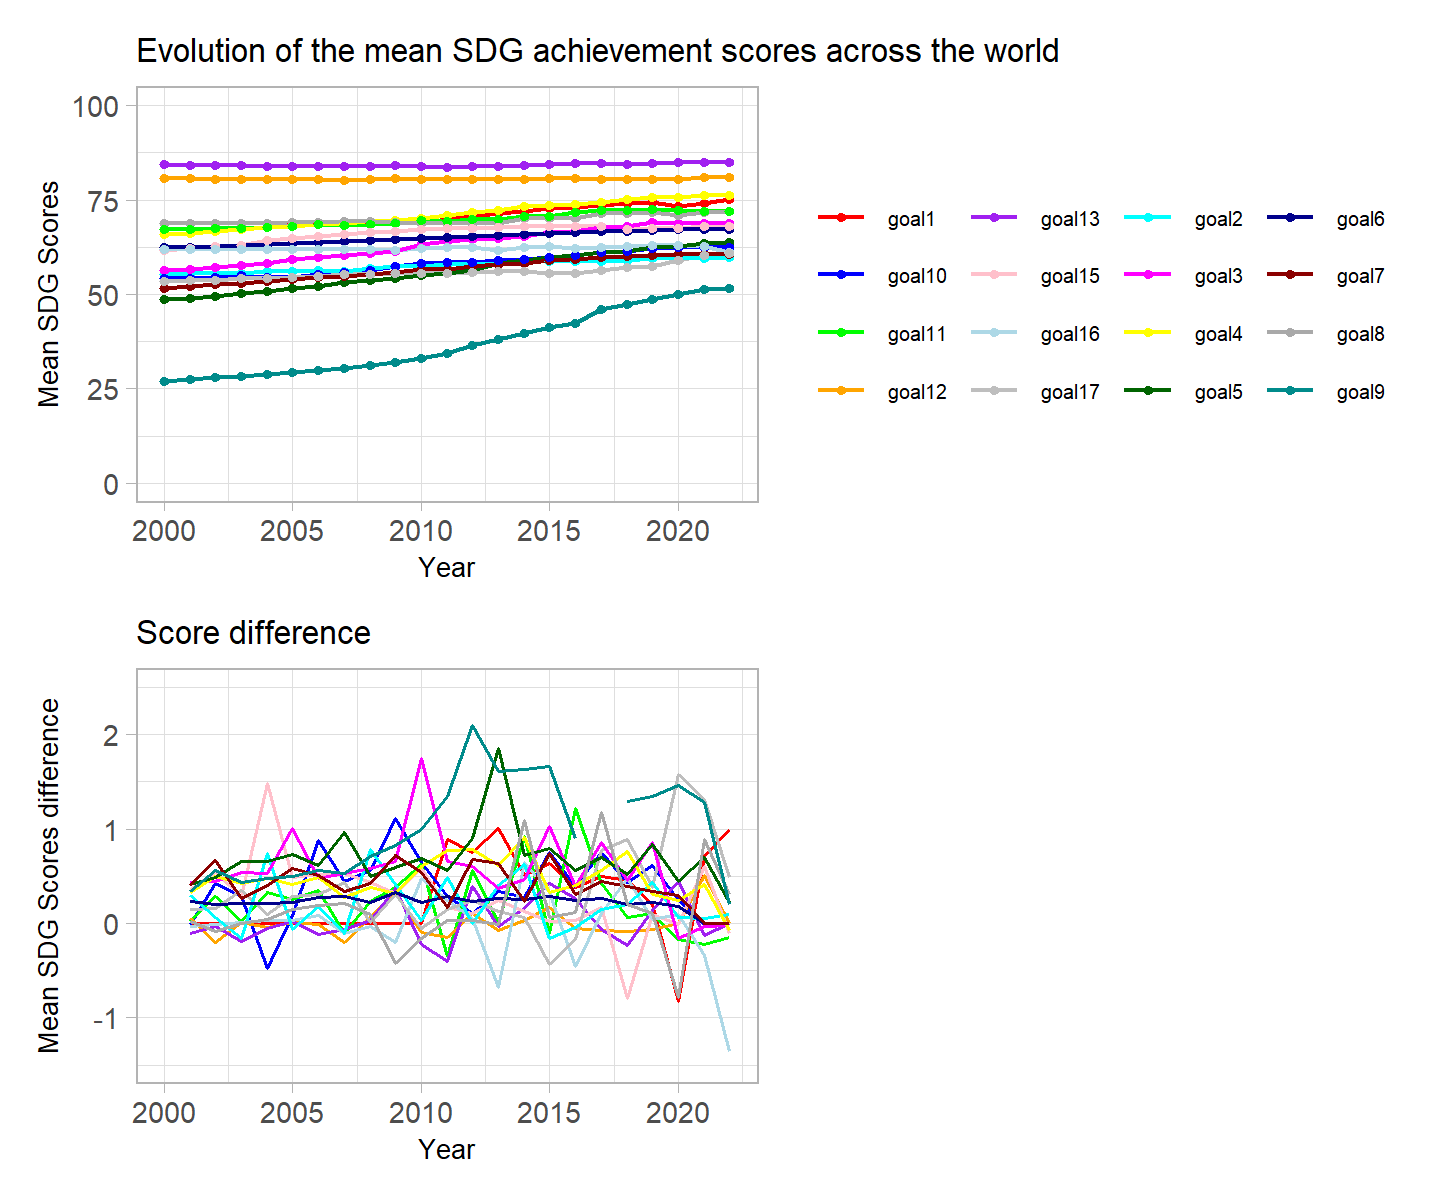 Evolution of the mean SDG achievement scores across the world
Mean SDG Scores
100
75
50
25
0
2000 2005 2010 2015 2020
Year
goal1 goal13 goal2 goal6
goal10 goal15 goal3 goal7
goal11 goal16 goal4 goal8
goal12 goal17 goal5 goal9
Score difference
Mean SDG Scores difference
2
1
0
-1
2000 2005 2010 2015 2020
Year